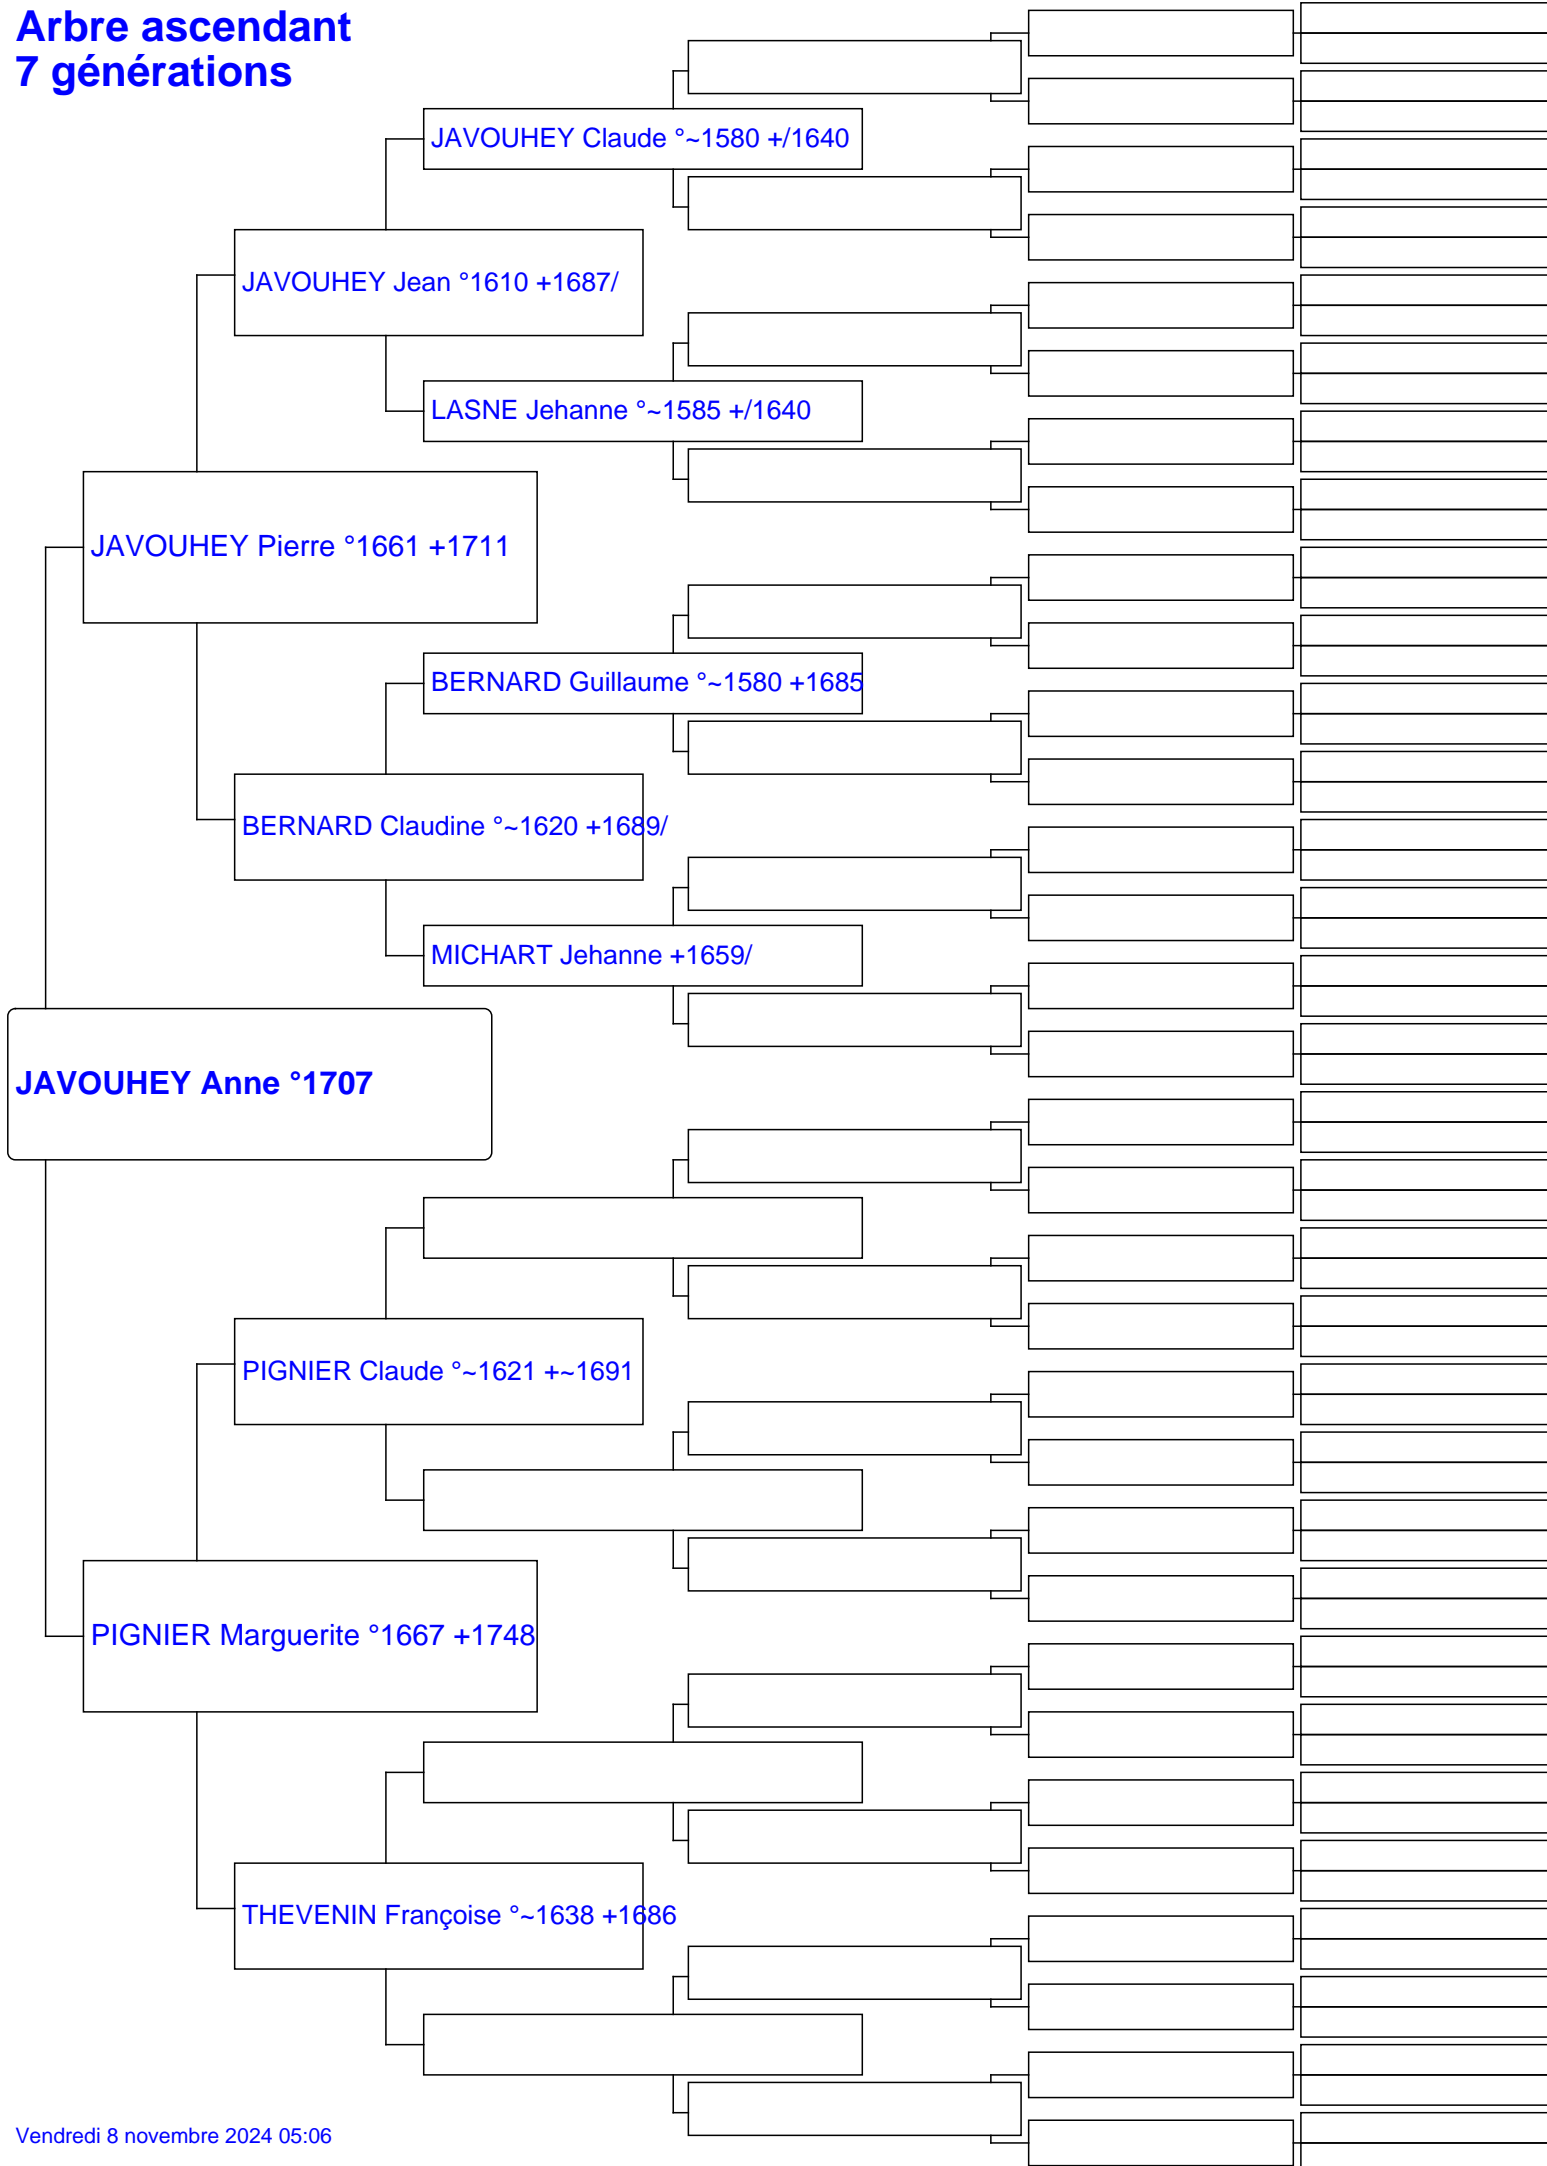 Arbre ascendant
7 générations
JAVOUHEY Claude °~1580 +/1640
JAVOUHEY Jean °1610 +1687/
LASNE Jehanne °~1585 +/1640
JAVOUHEY Pierre °1661 +1711
BERNARD Guillaume °~1580 +1685
BERNARD Claudine °~1620 +1689/
MICHART Jehanne +1659/
JAVOUHEY Anne °1707
PIGNIER Claude °~1621 +~1691
PIGNIER Marguerite °1667 +1748
THEVENIN Françoise °~1638 +1686
Vendredi 8 novembre 2024 05:06